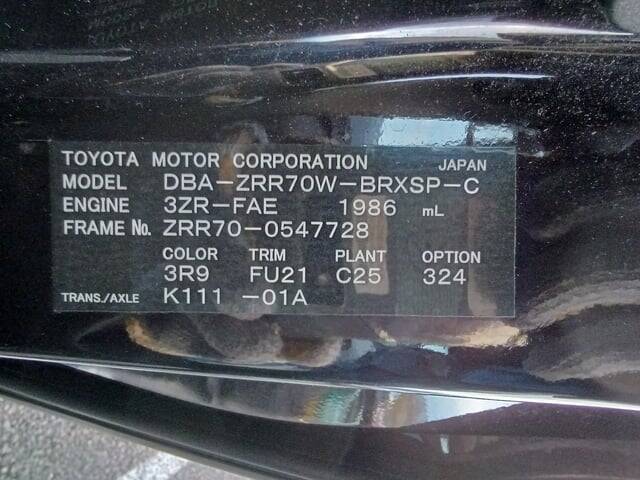 TOYOTA MOTOR CORPORATION JAPAN
MODEL DBA-ZRR70W-BRXSP-C
ENGINE 3ZR-FAE 1986 mL
FRAME No. ZRR70-0547728
COLOR TRIM PLANT OPTION
3R9 FU21 C25 324
TRANS./AXLE K111 -01A